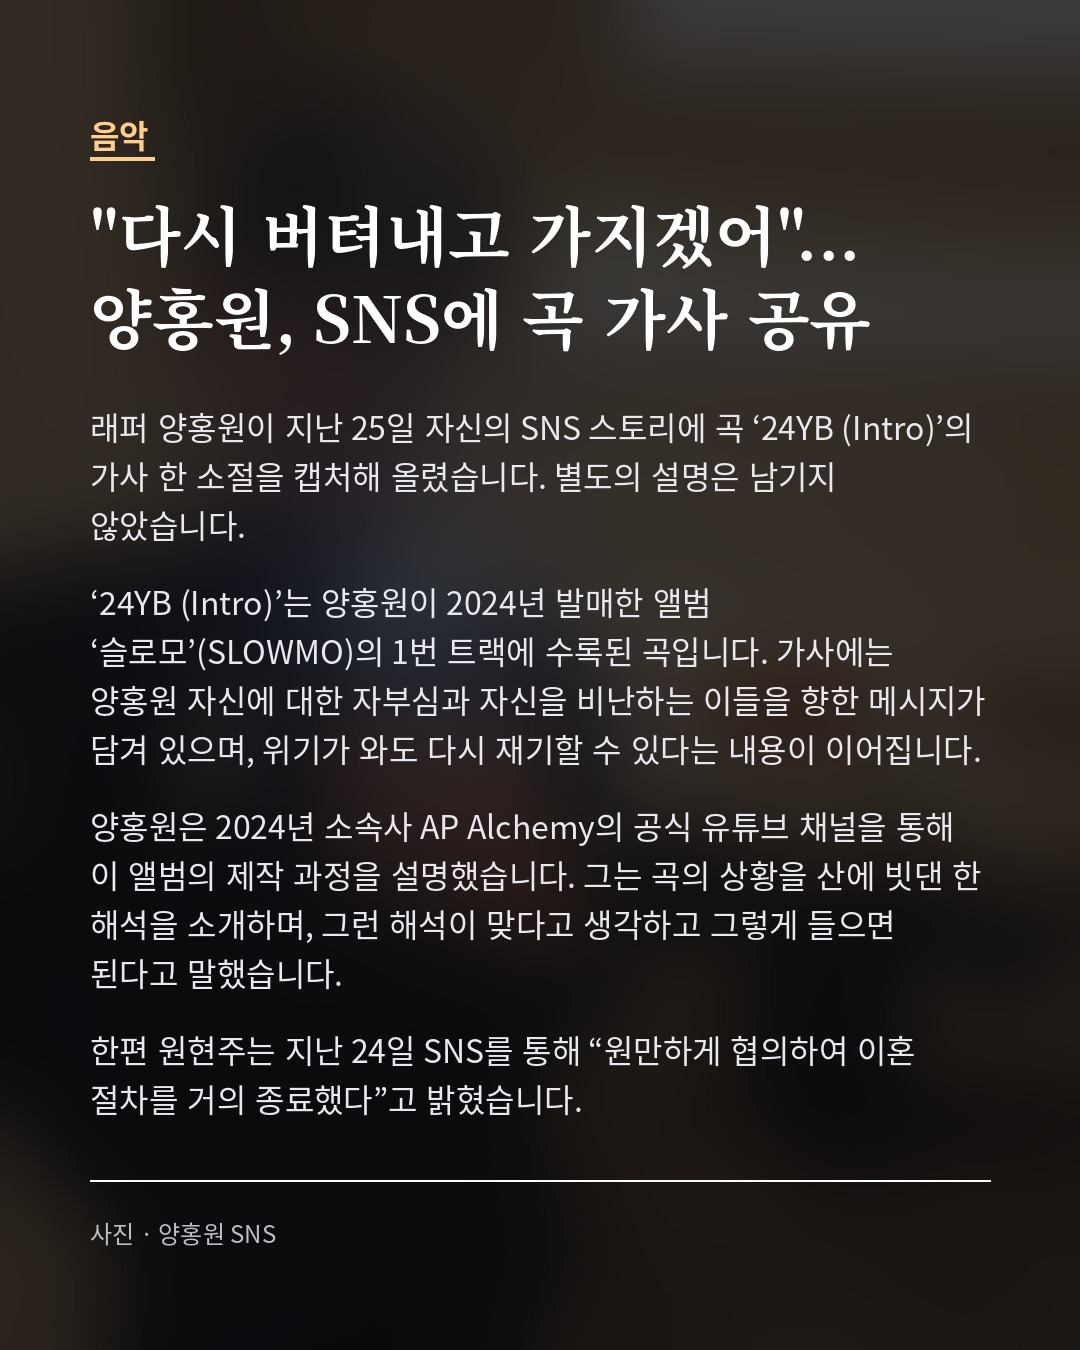 음악
"다시 버텨내고 가지겠어"...
양홍원, SNS에 곡 가사 공유
래퍼 양홍원이 지난 25일 자신의 SNS 스토리에 곡 ‘24YB (Intro)’의
가사 한 소절을 캡처해 올렸습니다. 별도의 설명은 남기지
않았습니다.
‘24YB (Intro)’는 양홍원이 2024년 발매한 앨범
‘슬로모’(SLOWMO)의 1번 트랙에 수록된 곡입니다. 가사에는
양홍원 자신에 대한 자부심과 자신을 비난하는 이들을 향한 메시지가
담겨 있으며, 위기가 와도 다시 재기할 수 있다는 내용이 이어집니다.
양홍원은 2024년 소속사 AP Alchemy의 공식 유튜브 채널을 통해
이 앨범의 제작 과정을 설명했습니다. 그는 곡의 상황을 산에 빗댄 한
해석을 소개하며, 그런 해석이 맞다고 생각하고 그렇게 들으면
된다고 말했습니다.
한편 원현주는 지난 24일 SNS를 통해 “원만하게 협의하여 이혼
절차를 거의 종료했다”고 밝혔습니다.
사진 · 양홍원 SNS